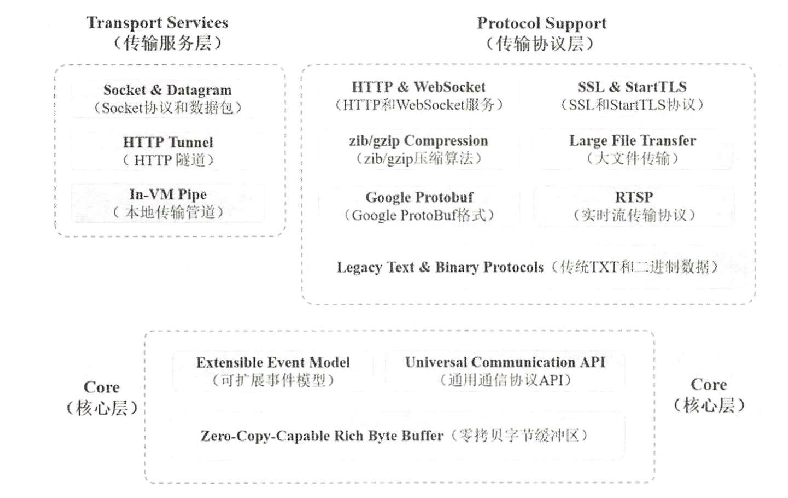 Transport Services
（传输服务层）
Socket & Datagram
（Socket协议和数据包）
HTTP Tunnel
（ HTTP 隧道）
In-VM Pipe
（ 本地传输管道）
Protocol Support
（传输协议层）
HTTP & WebSocket
（HTTP和WebSocket服务）
SSL & StartTLS
（SSL和StartTLS协议）
zib/gzip Compression
（zib/gzip压缩算法）
Large File Transfer
（大文件传输）
Google Protobuf
（Google ProtoBuf格式）
RTSP
（实时流传输协议）
Legacy Text & Binary Protocols（传统TXT和二进制数据）
Core
（核心层）
Extensible Event Model
（可扩展事件模型）
Universal Communication API
（通用通信协议API）
Zero-Copy-Capable Rich Byte Buffer（零拷贝字节缓冲区）
Core
（核心层）